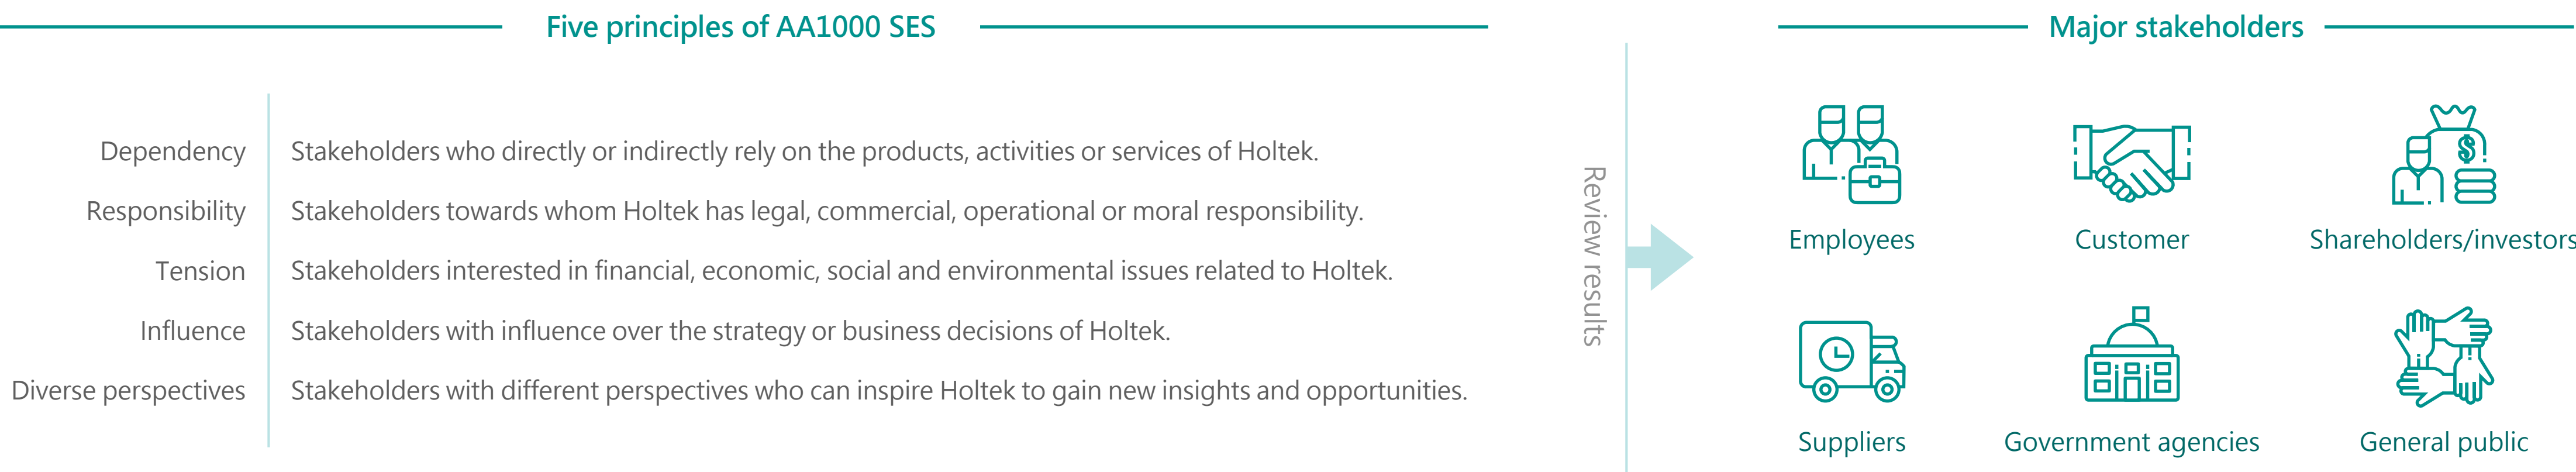 Five principles of AA1000 SES
Dependency
Stakeholders who directly or indirectly rely on the products, activities or services of Holtek.
Responsibility
Stakeholders towards whom Holtek has legal, commercial, operational or moral responsibility.
Tension
Stakeholders interested in financial, economic, social and environmental issues related to Holtek.
Influence
Stakeholders with influence over the strategy or business decisions of Holtek.
Diverse perspectives
Stakeholders with different perspectives who can inspire Holtek to gain new insights and opportunities.
Review results
Major stakeholders
Employees
Customer
Shareholders/investors
$
Suppliers
Government agencies
General public